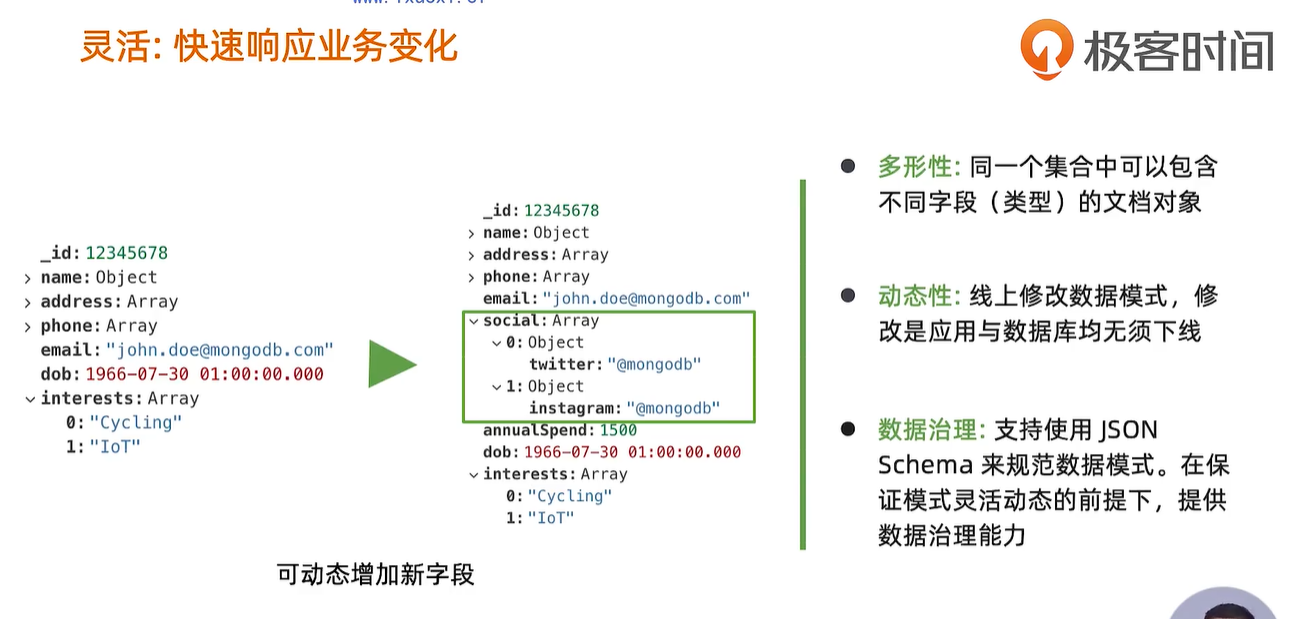 灵活: 快速响应业务变化
极客时间
_id: 12345678
name: Object
address: Array
phone: Array
email: "john.doe@mongodb.com"
dob: 1966-07-30 01:00:00.000
interests: Array
0: "Cycling"
1: "IoT"
_id: 12345678
name: Object
address: Array
phone: Array
email: "john.doe@mongodb.com"
social: Array
0: Object
twitter: "@mongodb"
1: Object
instagram: "@mongodb"
annualSpend: 1500
dob: 1966-07-30 01:00:00.000
interests: Array
0: "Cycling"
1: "IoT"
可动态增加新字段
多形性: 同一个集合中可以包含
不同字段（类型）的文档对象
动态性: 线上修改数据模式，修
改是应用与数据库均无须下线
数据治理: 支持使用 JSON
Schema 来规范数据模式。在保
证模式灵活动态的前提下，提供
数据治理能力